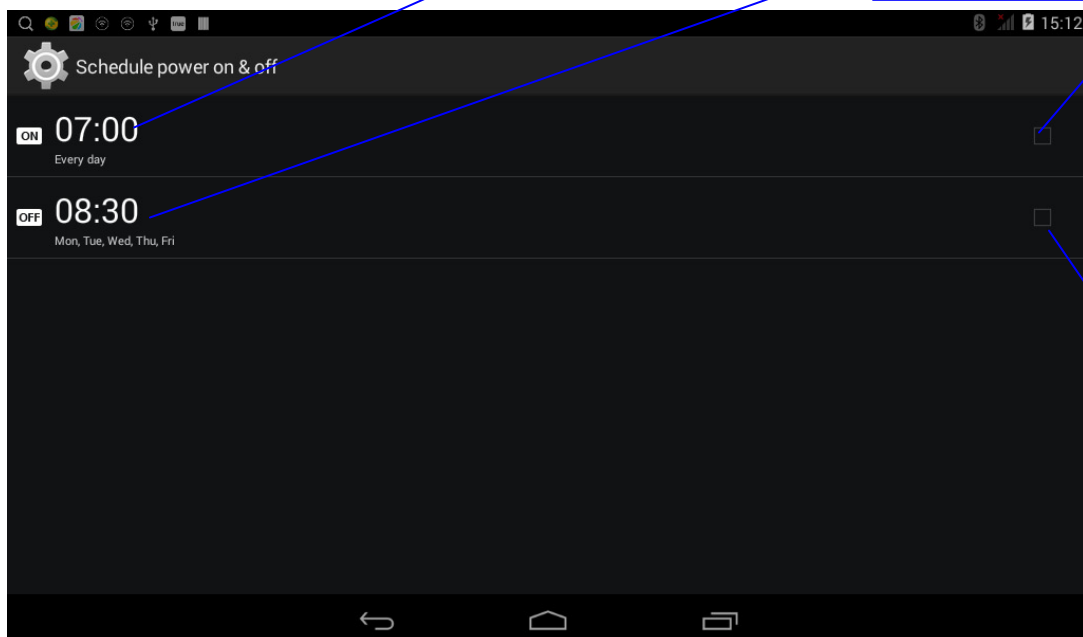 15:12
Schedule power on & off
ON 07:00
Every day
OFF 08:30
Mon, Tue, Wed, Thu, Fri